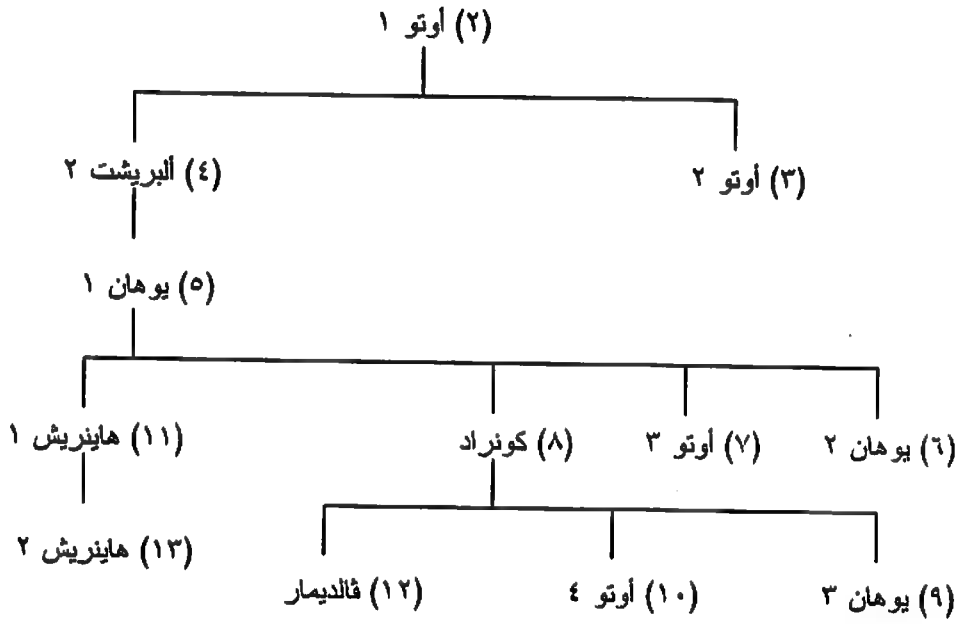 (٢) أوتو ١
(٣) أوتو ٢
(٤) ألبريشت ٢
(٥) يوهان ١
(٦) يوهان ٢
(٧) أوتو ٣
(٨) كونراد
(١١) هاينريش ١
(٩) يوهان ٣
(١٠) أوتو ٤
(١٢) ڤالديمار
(١٣) هاينريش ٢